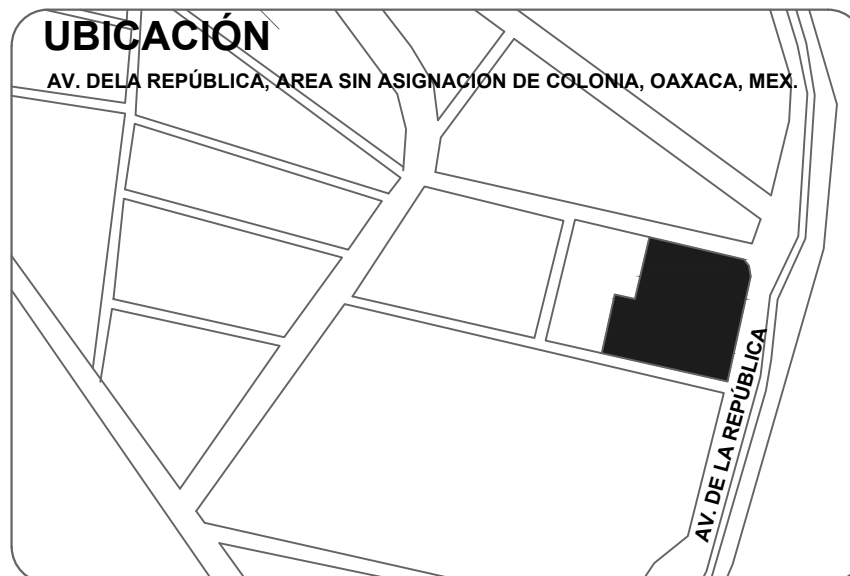 UBICACIÓN
AV. DELA REPÚBLICA, AREA SIN ASIGNACION DE COLONIA, OAXACA, MEX.
AV. DE LA REPÚBLICA